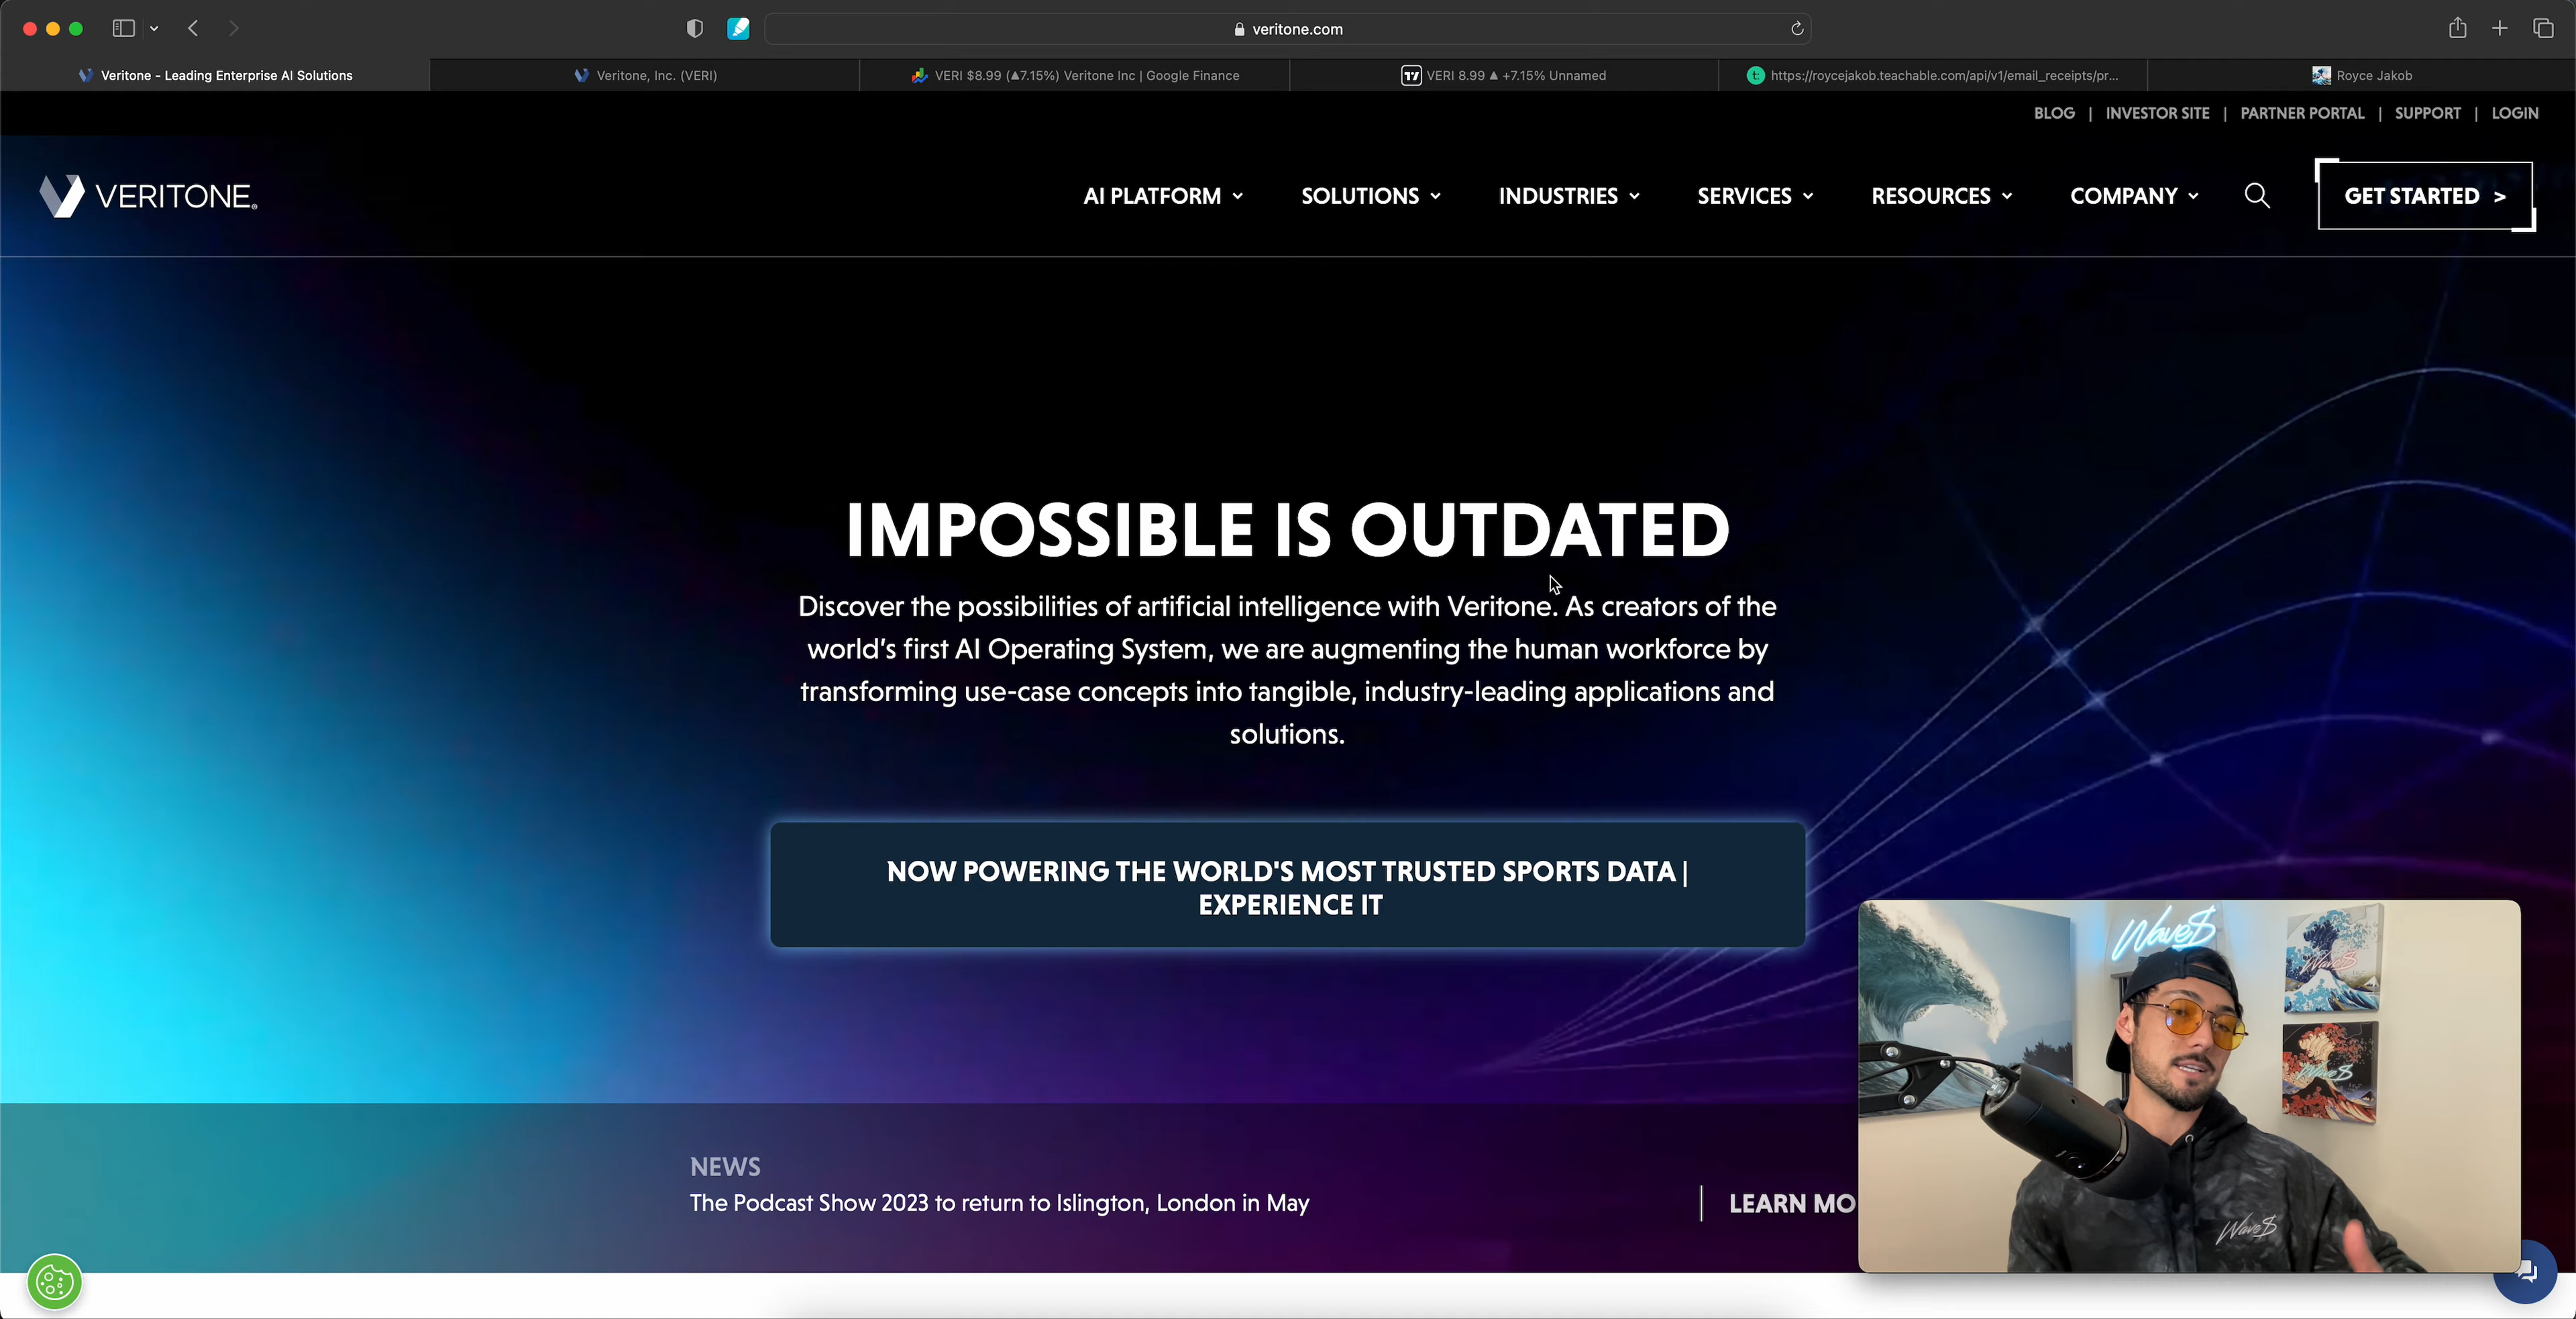 veritone.com
Veritone - Leading Enterprise AI Solutions
Veritone, Inc. (VERI)
VERI $8.99 (▲7.15%) Veritone Inc | Google Finance
VERI 8.99 ▲ +7.15% Unnamed
https://roycejakob.teachable.com/api/v1/email_receipts/pr...
Royce Jakob
BLOG | INVESTOR SITE | PARTNER PORTAL | SUPPORT | LOGIN
VERITONE®
AI PLATFORM
SOLUTIONS
INDUSTRIES
SERVICES
RESOURCES
COMPANY
GET STARTED >
IMPOSSIBLE IS OUTDATED
Discover the possibilities of artificial intelligence with Veritone. As creators of the
world's first AI Operating System, we are augmenting the human workforce by
transforming use-case concepts into tangible, industry-leading applications and
solutions.
NOW POWERING THE WORLD'S MOST TRUSTED SPORTS DATA |
EXPERIENCE IT
NEWS
The Podcast Show 2023 to return to Islington, London in May
LEARN MO
Wave$
Wave$
Wave$
Wave$